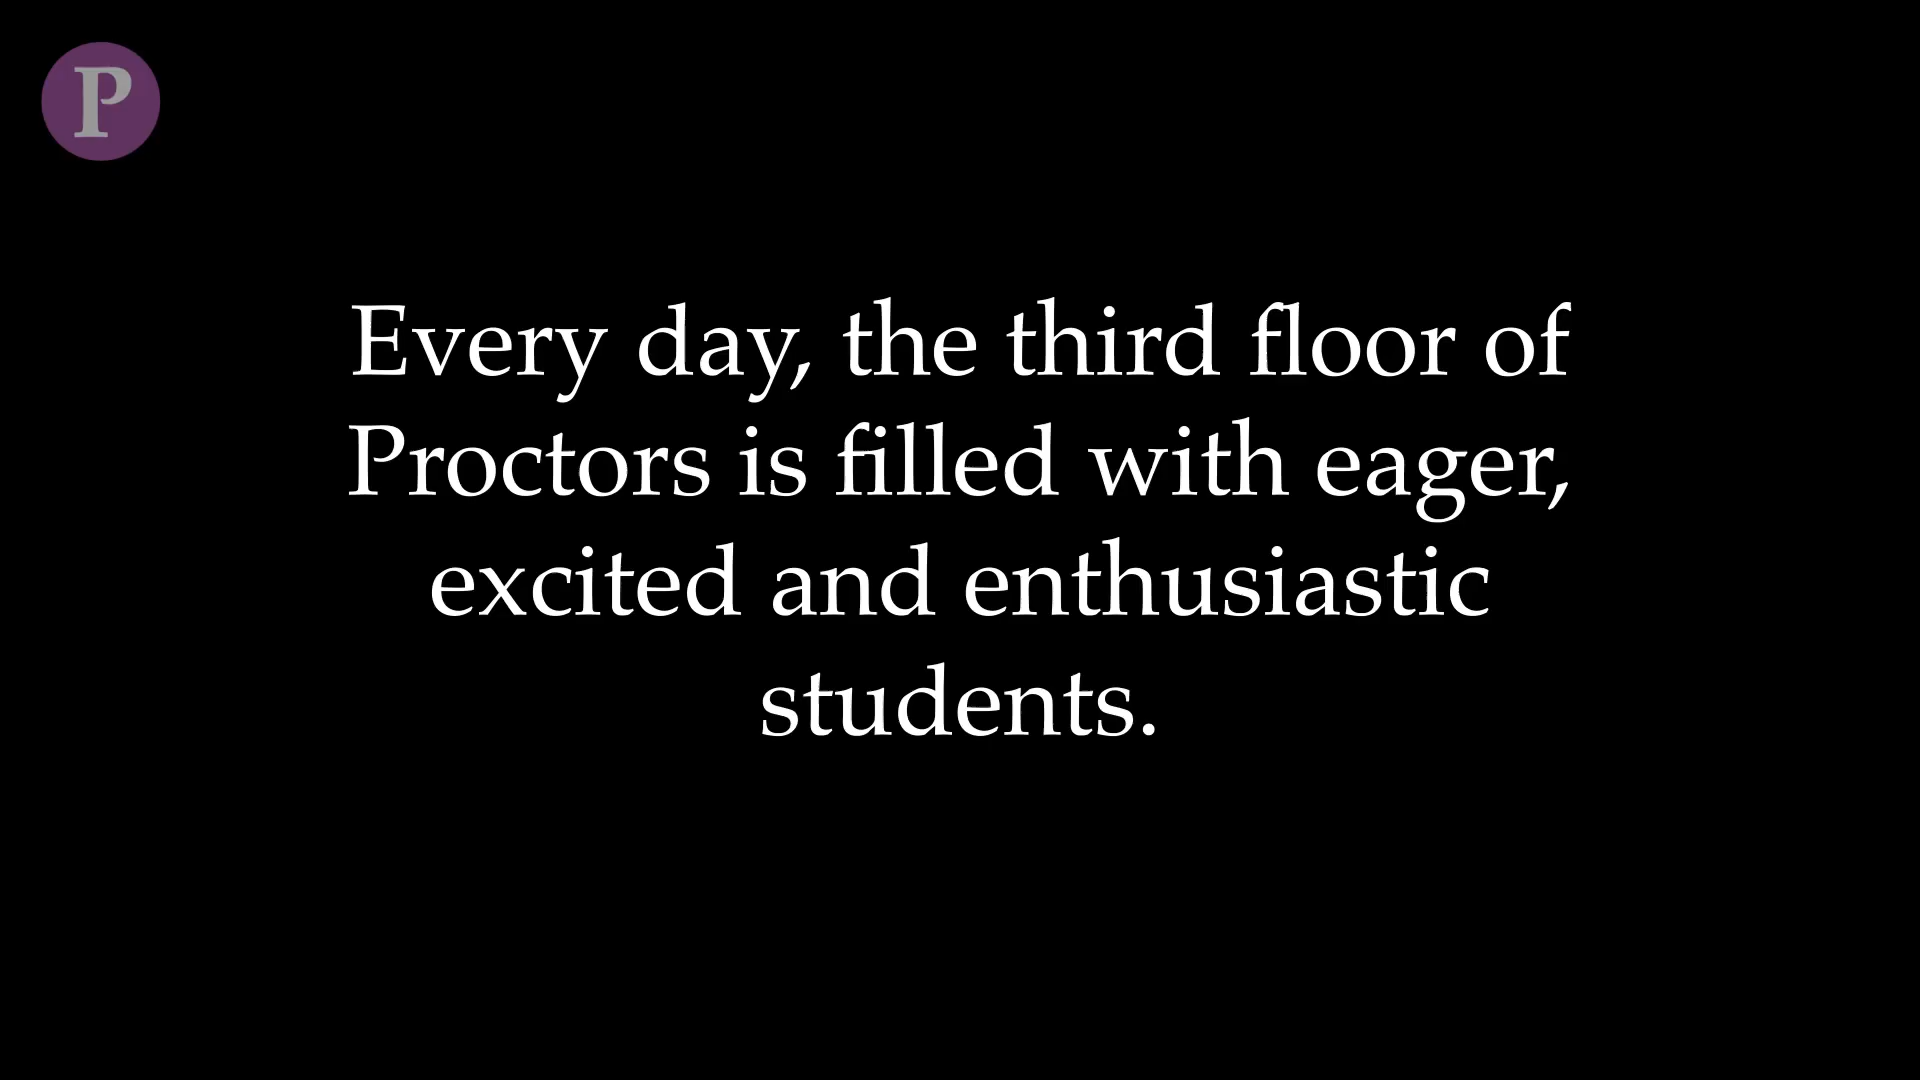 P
Every day, the third floor of
Proctors is filled with eager,
excited and enthusiastic
students.